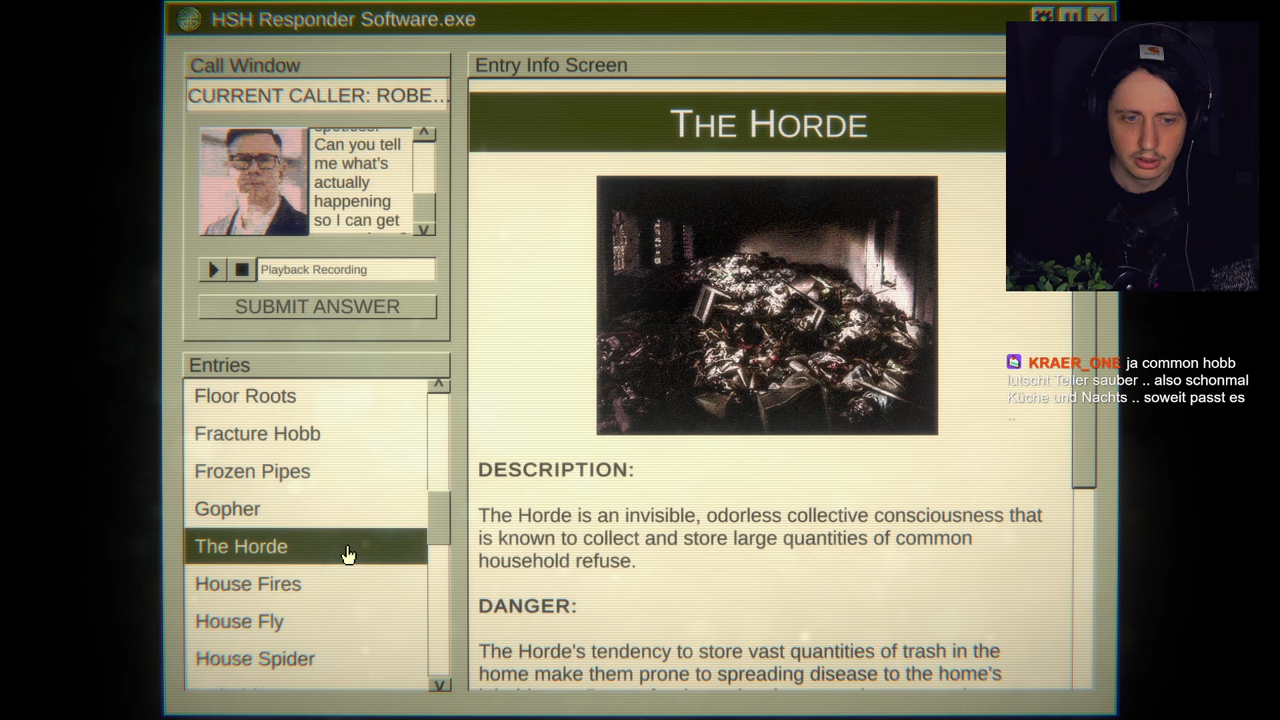 HSH Responder Software.exe
Call Window
CURRENT CALLER: ROBE...
Can you tell
me what's
actually
happening
so I can get
Playback Recording
SUBMIT ANSWER
Entries
Floor Roots
Fracture Hobb
Frozen Pipes
Gopher
The Horde
House Fires
House Fly
House Spider
Entry Info Screen
THE HORDE
DESCRIPTION:
The Horde is an invisible, odorless collective consciousness that
is known to collect and store large quantities of common
household refuse.
DANGER:
The Horde's tendency to store vast quantities of trash in the
home make them prone to spreading disease to the home's
KRAER_ONE ja common hobb
lutscht Teller sauber .. also schonmal
Küche und Nachts .. soweit passt es
..